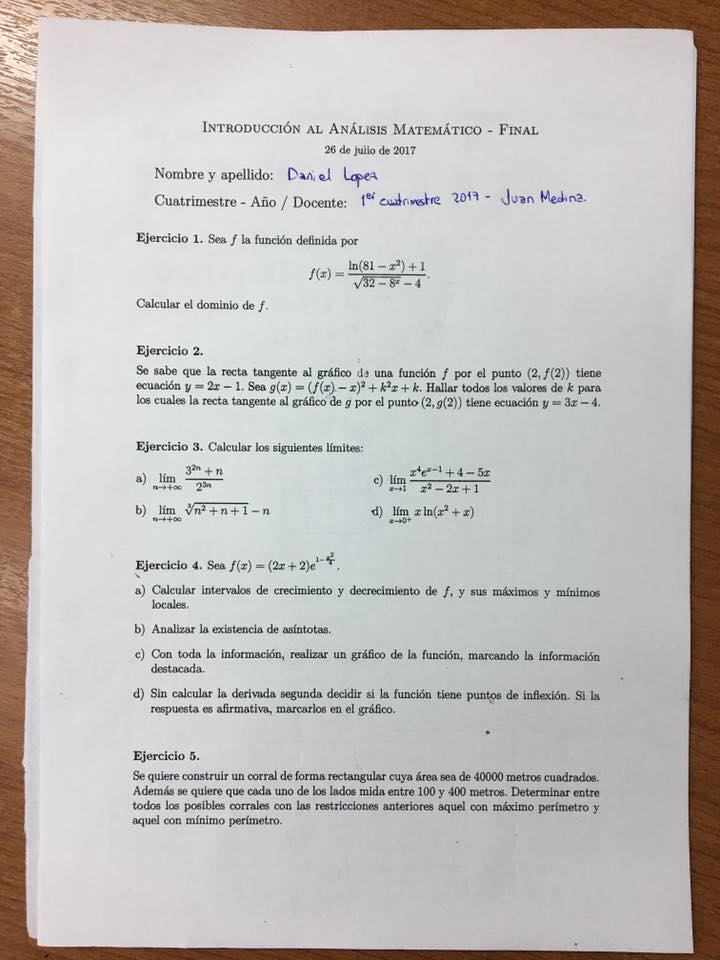 INTRODUCCIÓN AL ANÁLISIS MATEMÁTICO - FINAL
26 de julio de 2017
Nombre y apellido: Daniel Lopez
Cuatrimestre - Año / Docente: 1er cuatrimestre 2017 - Juan Medina.
Ejercicio 1. Sea f la función definida por
f(x) = (ln(81 − x²) + 1) / (√(32 − 8ˣ) − 4).
Calcular el dominio de f.
Ejercicio 2.
Se sabe que la recta tangente al gráfico de una función f por el punto (2, f(2)) tiene
ecuación y = 2x − 1. Sea g(x) = (f(x) − x)² + k²x + k. Hallar todos los valores de k para
los cuales la recta tangente al gráfico de g por el punto (2, g(2)) tiene ecuación y = 3x − 4.
Ejercicio 3. Calcular los siguientes límites:
a) lím n→+∞ (3²ⁿ + n) / 2³ⁿ
c) lím x→1 (x⁴eˣ⁻¹ + 4 − 5x) / (x² − 2x + 1)
b) lím n→+∞ ∛(n² + n + 1) − n
d) lím x→0⁺ x ln(x² + x)
Ejercicio 4. Sea f(x) = (2x + 2)e^(1−x²/4).
a) Calcular intervalos de crecimiento y decrecimiento de f, y sus máximos y mínimos
locales.
b) Analizar la existencia de asíntotas.
c) Con toda la información, realizar un gráfico de la función, marcando la información
destacada.
d) Sin calcular la derivada segunda decidir si la función tiene puntos de inflexión. Si la
respuesta es afirmativa, marcarlos en el gráfico.
Ejercicio 5.
Se quiere construir un corral de forma rectangular cuya área sea de 40000 metros cuadrados.
Además se quiere que cada uno de los lados mida entre 100 y 400 metros. Determinar entre
todos los posibles corrales con las restricciones anteriores aquel con máximo perímetro y
aquel con mínimo perímetro.